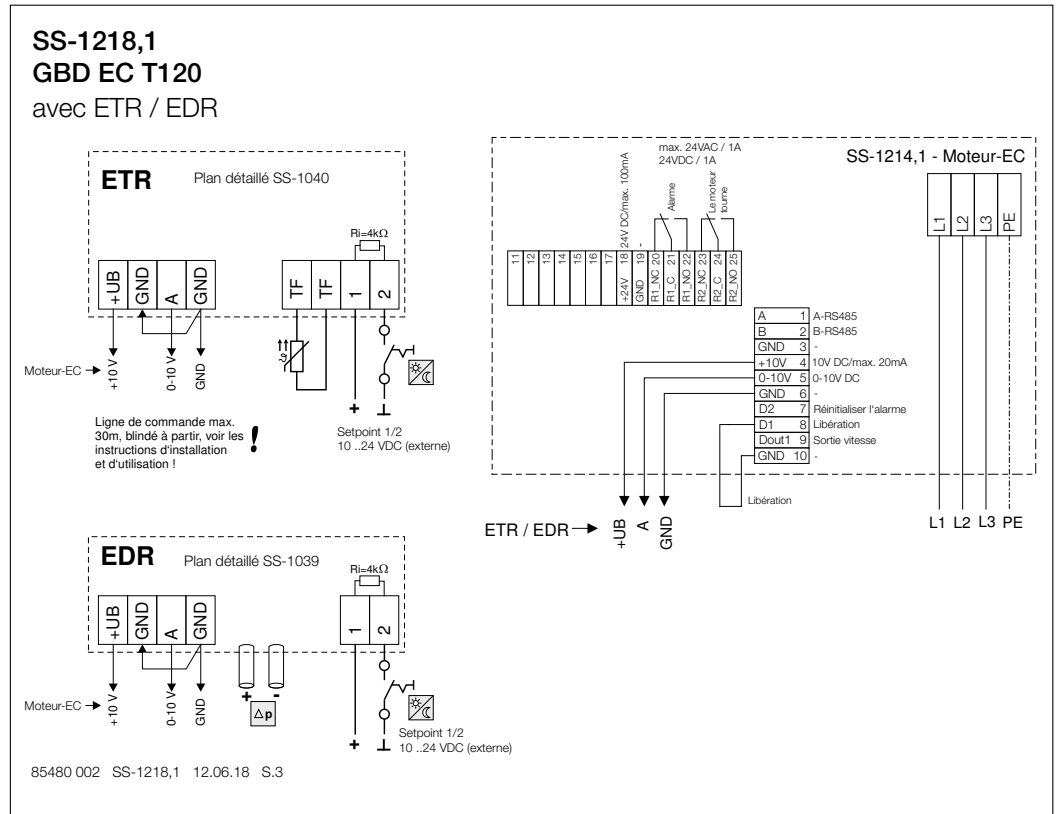 SS-1218,1
GBD EC T120
avec ETR / EDR
ETR
Plan détaillé SS-1040
Ri=4kΩ
+UB
GND
A
GND
TF
TF
1
2
Moteur-EC
+10 V
0-10 V
GND
ϑ
+
Setpoint 1/2
10 ..24 VDC (externe)
Ligne de commande max.
30m, blindé à partir, voir les
instructions d'installation
et d'utilisation !
!
EDR
Plan détaillé SS-1039
Ri=4kΩ
+UB
GND
A
GND
1
2
Moteur-EC
+10 V
0-10 V
GND
+
-
Δp
+
Setpoint 1/2
10 ..24 VDC (externe)
85480 002 SS-1218,1 12.06.18 S.3
SS-1214,1 - Moteur-EC
max. 24VAC / 1A
24VDC / 1A
24V DC/max. 100mA
-
Alarme
Le moteur
tourne
11
12
13
14
15
16
17
+24V 18
GND 19
R1_NC 20
R1_C 21
R1_NO 22
R2_NC 23
R2_C 24
R2_NO 25
L1
L2
L3
PE
A 1 A-RS485
B 2 B-RS485
GND 3 -
+10V 4 10V DC/max. 20mA
0-10V 5 0-10V DC
GND 6 -
D2 7 Réinitialiser l'alarme
D1 8 Libération
Dout1 9 Sortie vitesse
GND 10 -
Libération
ETR / EDR
+UB
A
GND
L1 L2 L3 PE